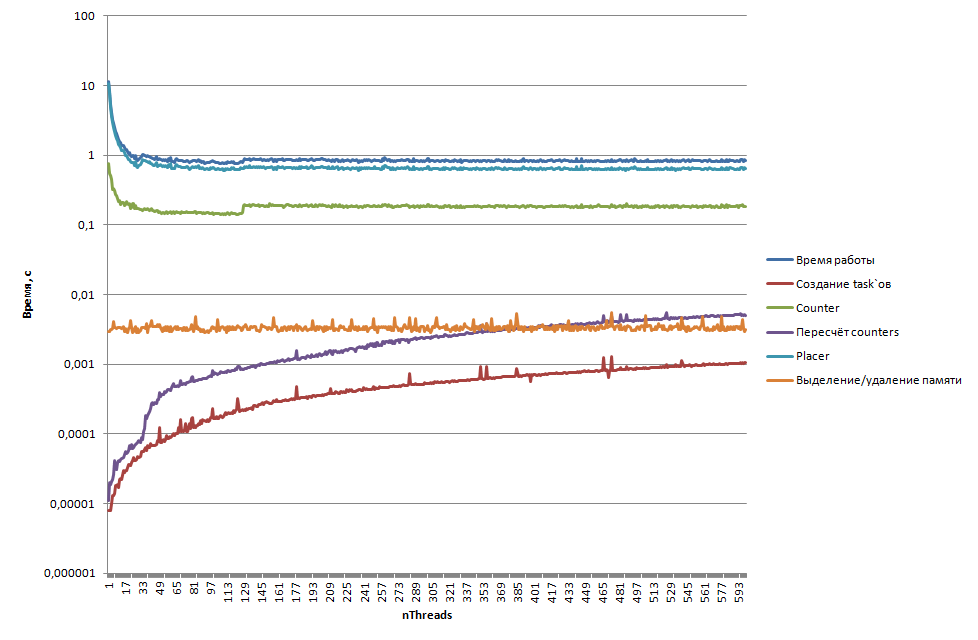 100
10
1
0,1
0,01
0,001
0,0001
0,00001
0,000001
Время, с
1 17 33 49 65 81 97 113 129 145 161 177 193 209 225 241 257 273 289 305 321 337 353 369 385 401 417 433 449 465 481 497 513 529 545 561 577 593
nThreads
Время работы
Создание task`ов
Counter
Пересчёт counters
Placer
Выделение/удаление памяти